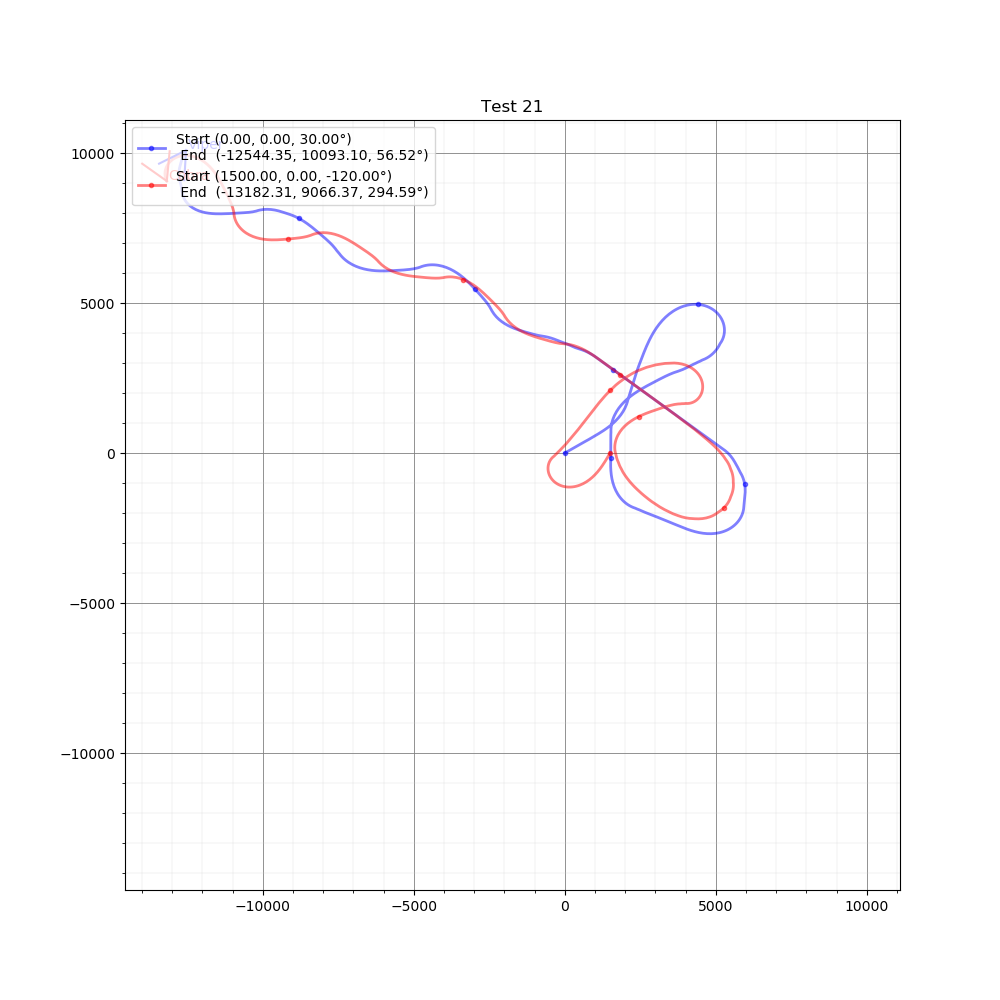 Test 21
Start (0.00, 0.00, 30.00°)
End (-12544.35, 10093.10, 56.52°)
Start (1500.00, 0.00, -120.00°)
End (-13182.31, 9066.37, 294.59°)
10000
5000
0
−5000
−10000
−10000
−5000
0
5000
10000